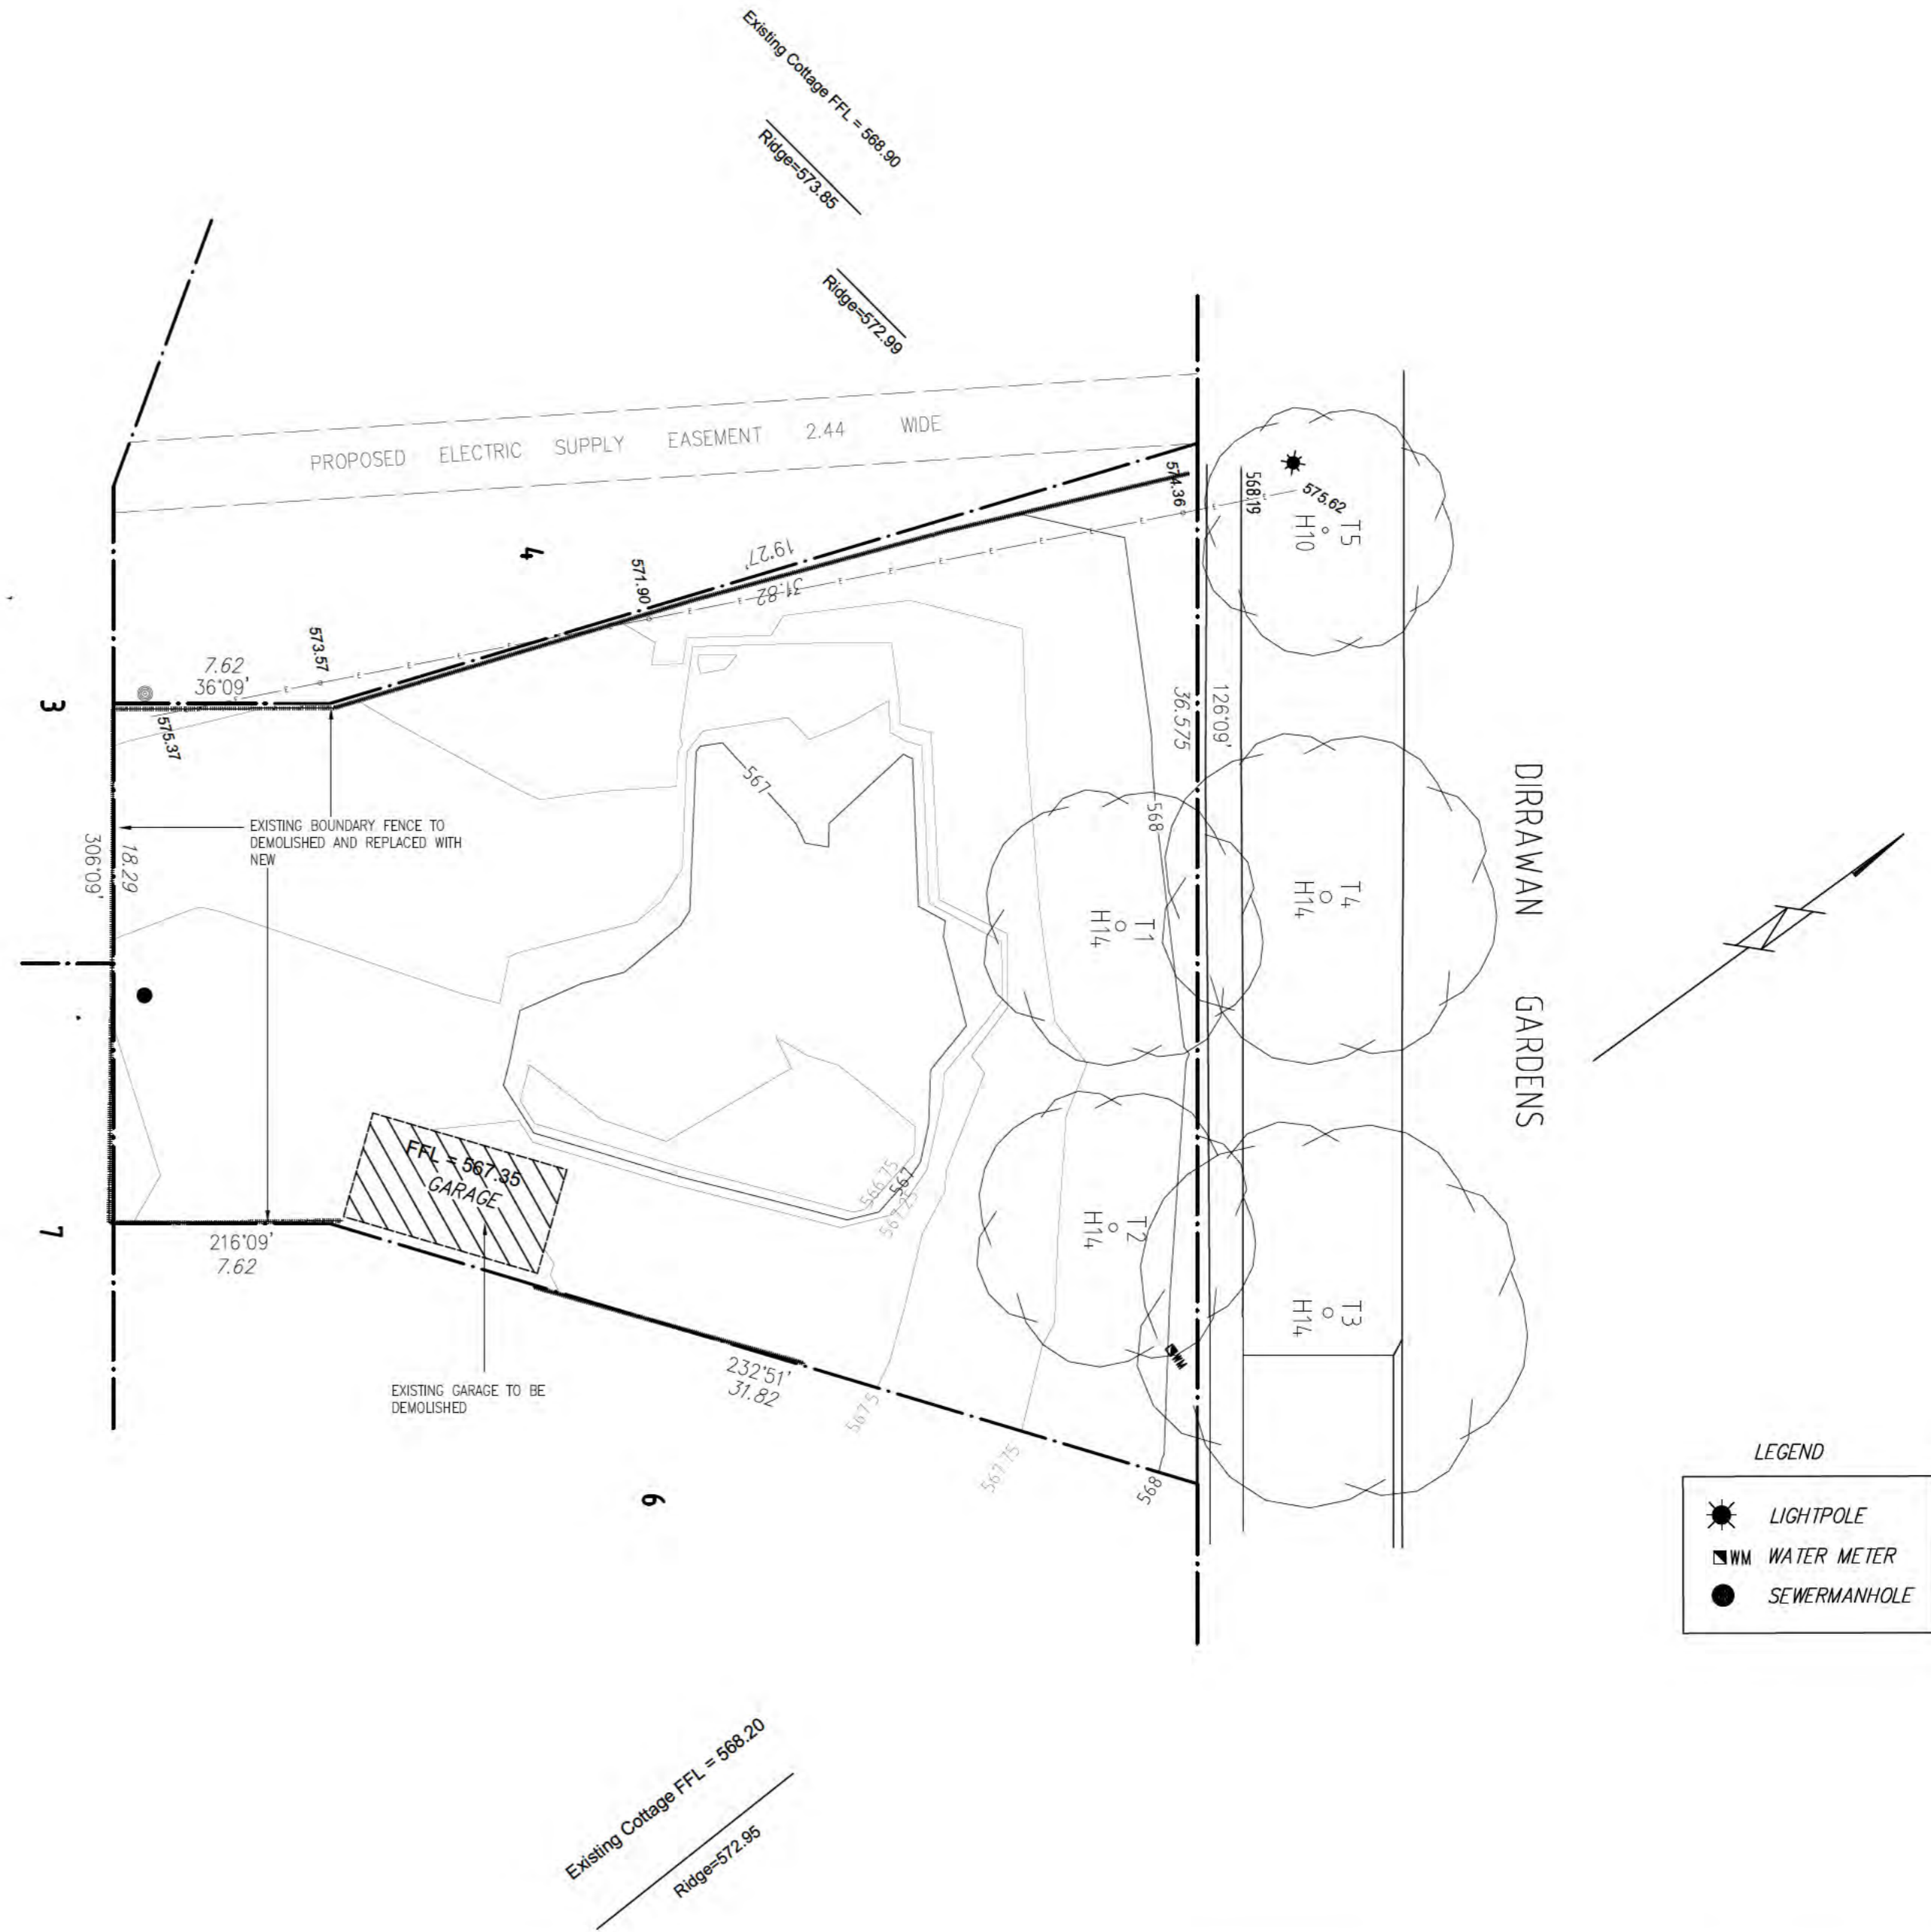 Existing Cottage FFL = 568.90
Ridge=573.85
Ridge=572.99
PROPOSED ELECTRIC SUPPLY EASEMENT 2.44 WIDE
4
19°27'
31.82
571.90
574.36
568.19
575.62
T5
H10
573.57
7.62
36°09'
575.37
3
126°09'
36.575
567
568
EXISTING BOUNDARY FENCE TO
DEMOLISHED AND REPLACED WITH
NEW
18.29
306°09'
T1
H14
T4
H14
DIRRAWAN GARDENS
FFL = 567.35
GARAGE
566.75
567
567.25
T2
H14
T3
H14
WM
7
216°09'
7.62
EXISTING GARAGE TO BE
DEMOLISHED
232°51'
31.82
567.5
567.75
568
6
LEGEND
LIGHTPOLE
WM WATER METER
SEWERMANHOLE
Existing Cottage FFL = 568.20
Ridge=572.95
E E E E E E E E E E E E E E E
N